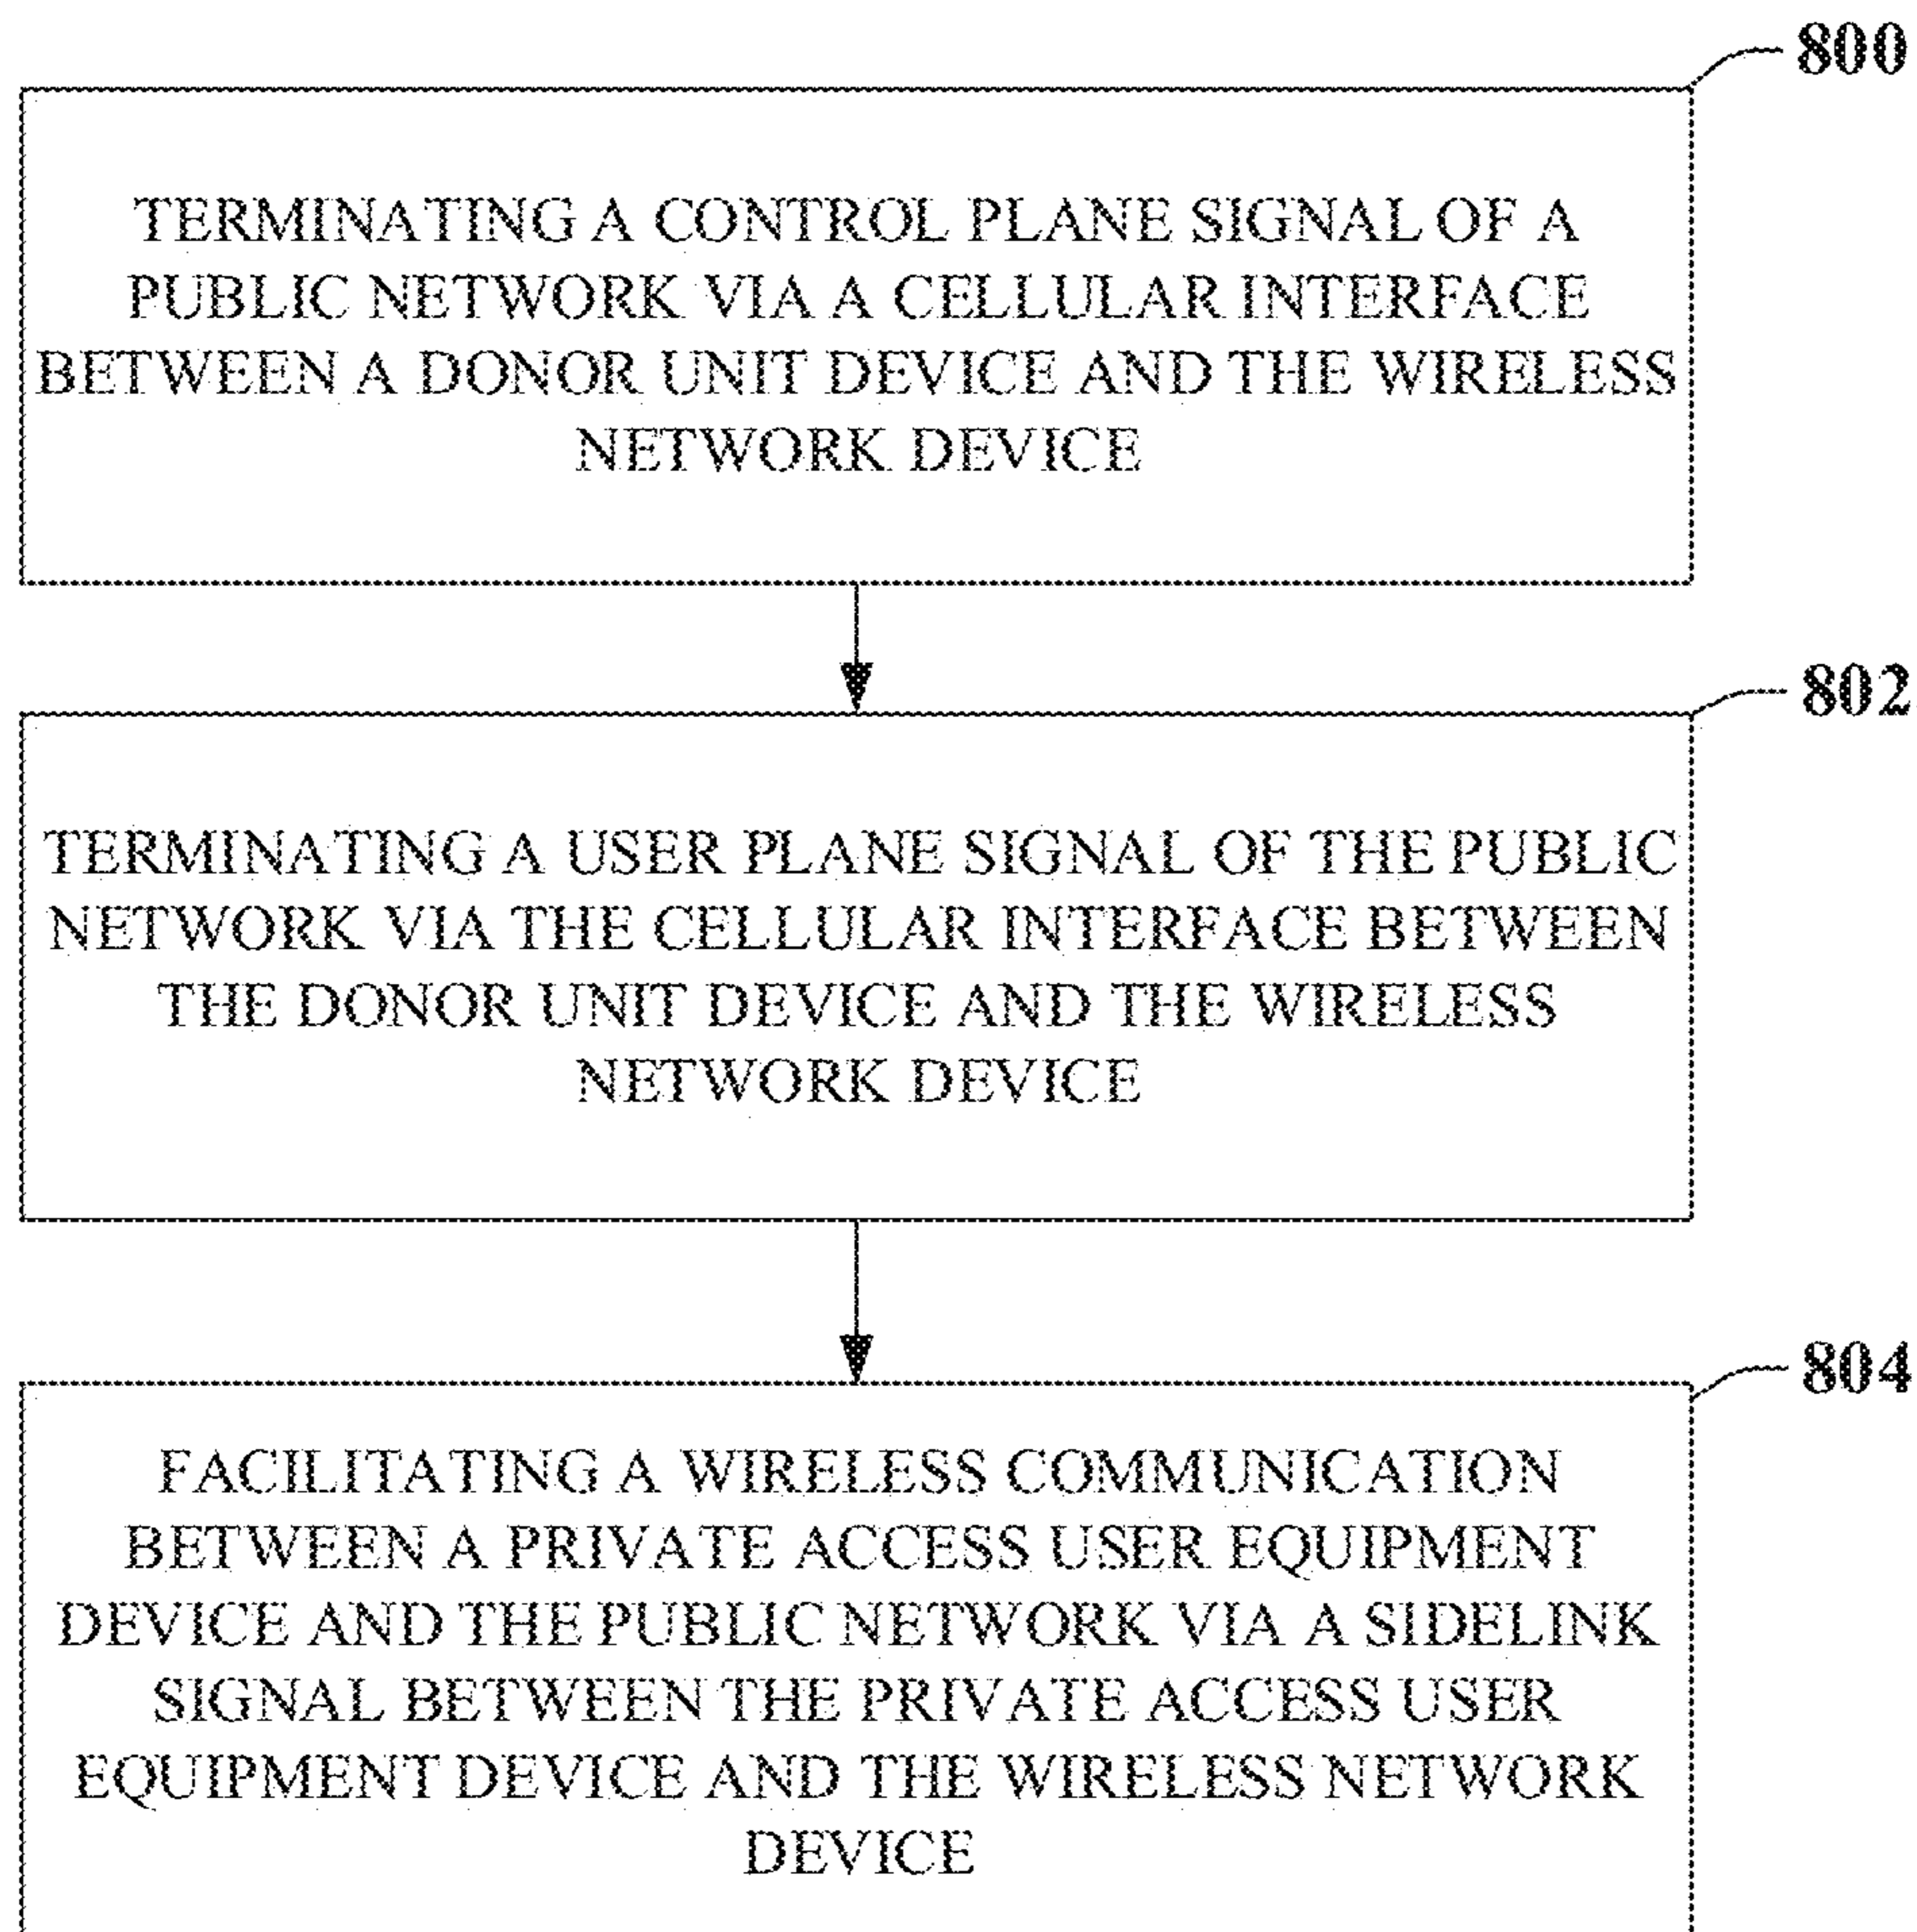 800
TERMINATING A CONTROL PLANE SIGNAL OF A
PUBLIC NETWORK VIA A CELLULAR INTERFACE
BETWEEN A DONOR UNIT DEVICE AND THE WIRELESS
NETWORK DEVICE
802
TERMINATING A USER PLANE SIGNAL OF THE PUBLIC
NETWORK VIA THE CELLULAR INTERFACE BETWEEN
THE DONOR UNIT DEVICE AND THE WIRELESS
NETWORK DEVICE
804
FACILITATING A WIRELESS COMMUNICATION
BETWEEN A PRIVATE ACCESS USER EQUIPMENT
DEVICE AND THE PUBLIC NETWORK VIA A SIDELINK
SIGNAL BETWEEN THE PRIVATE ACCESS USER
EQUIPMENT DEVICE AND THE WIRELESS NETWORK
DEVICE